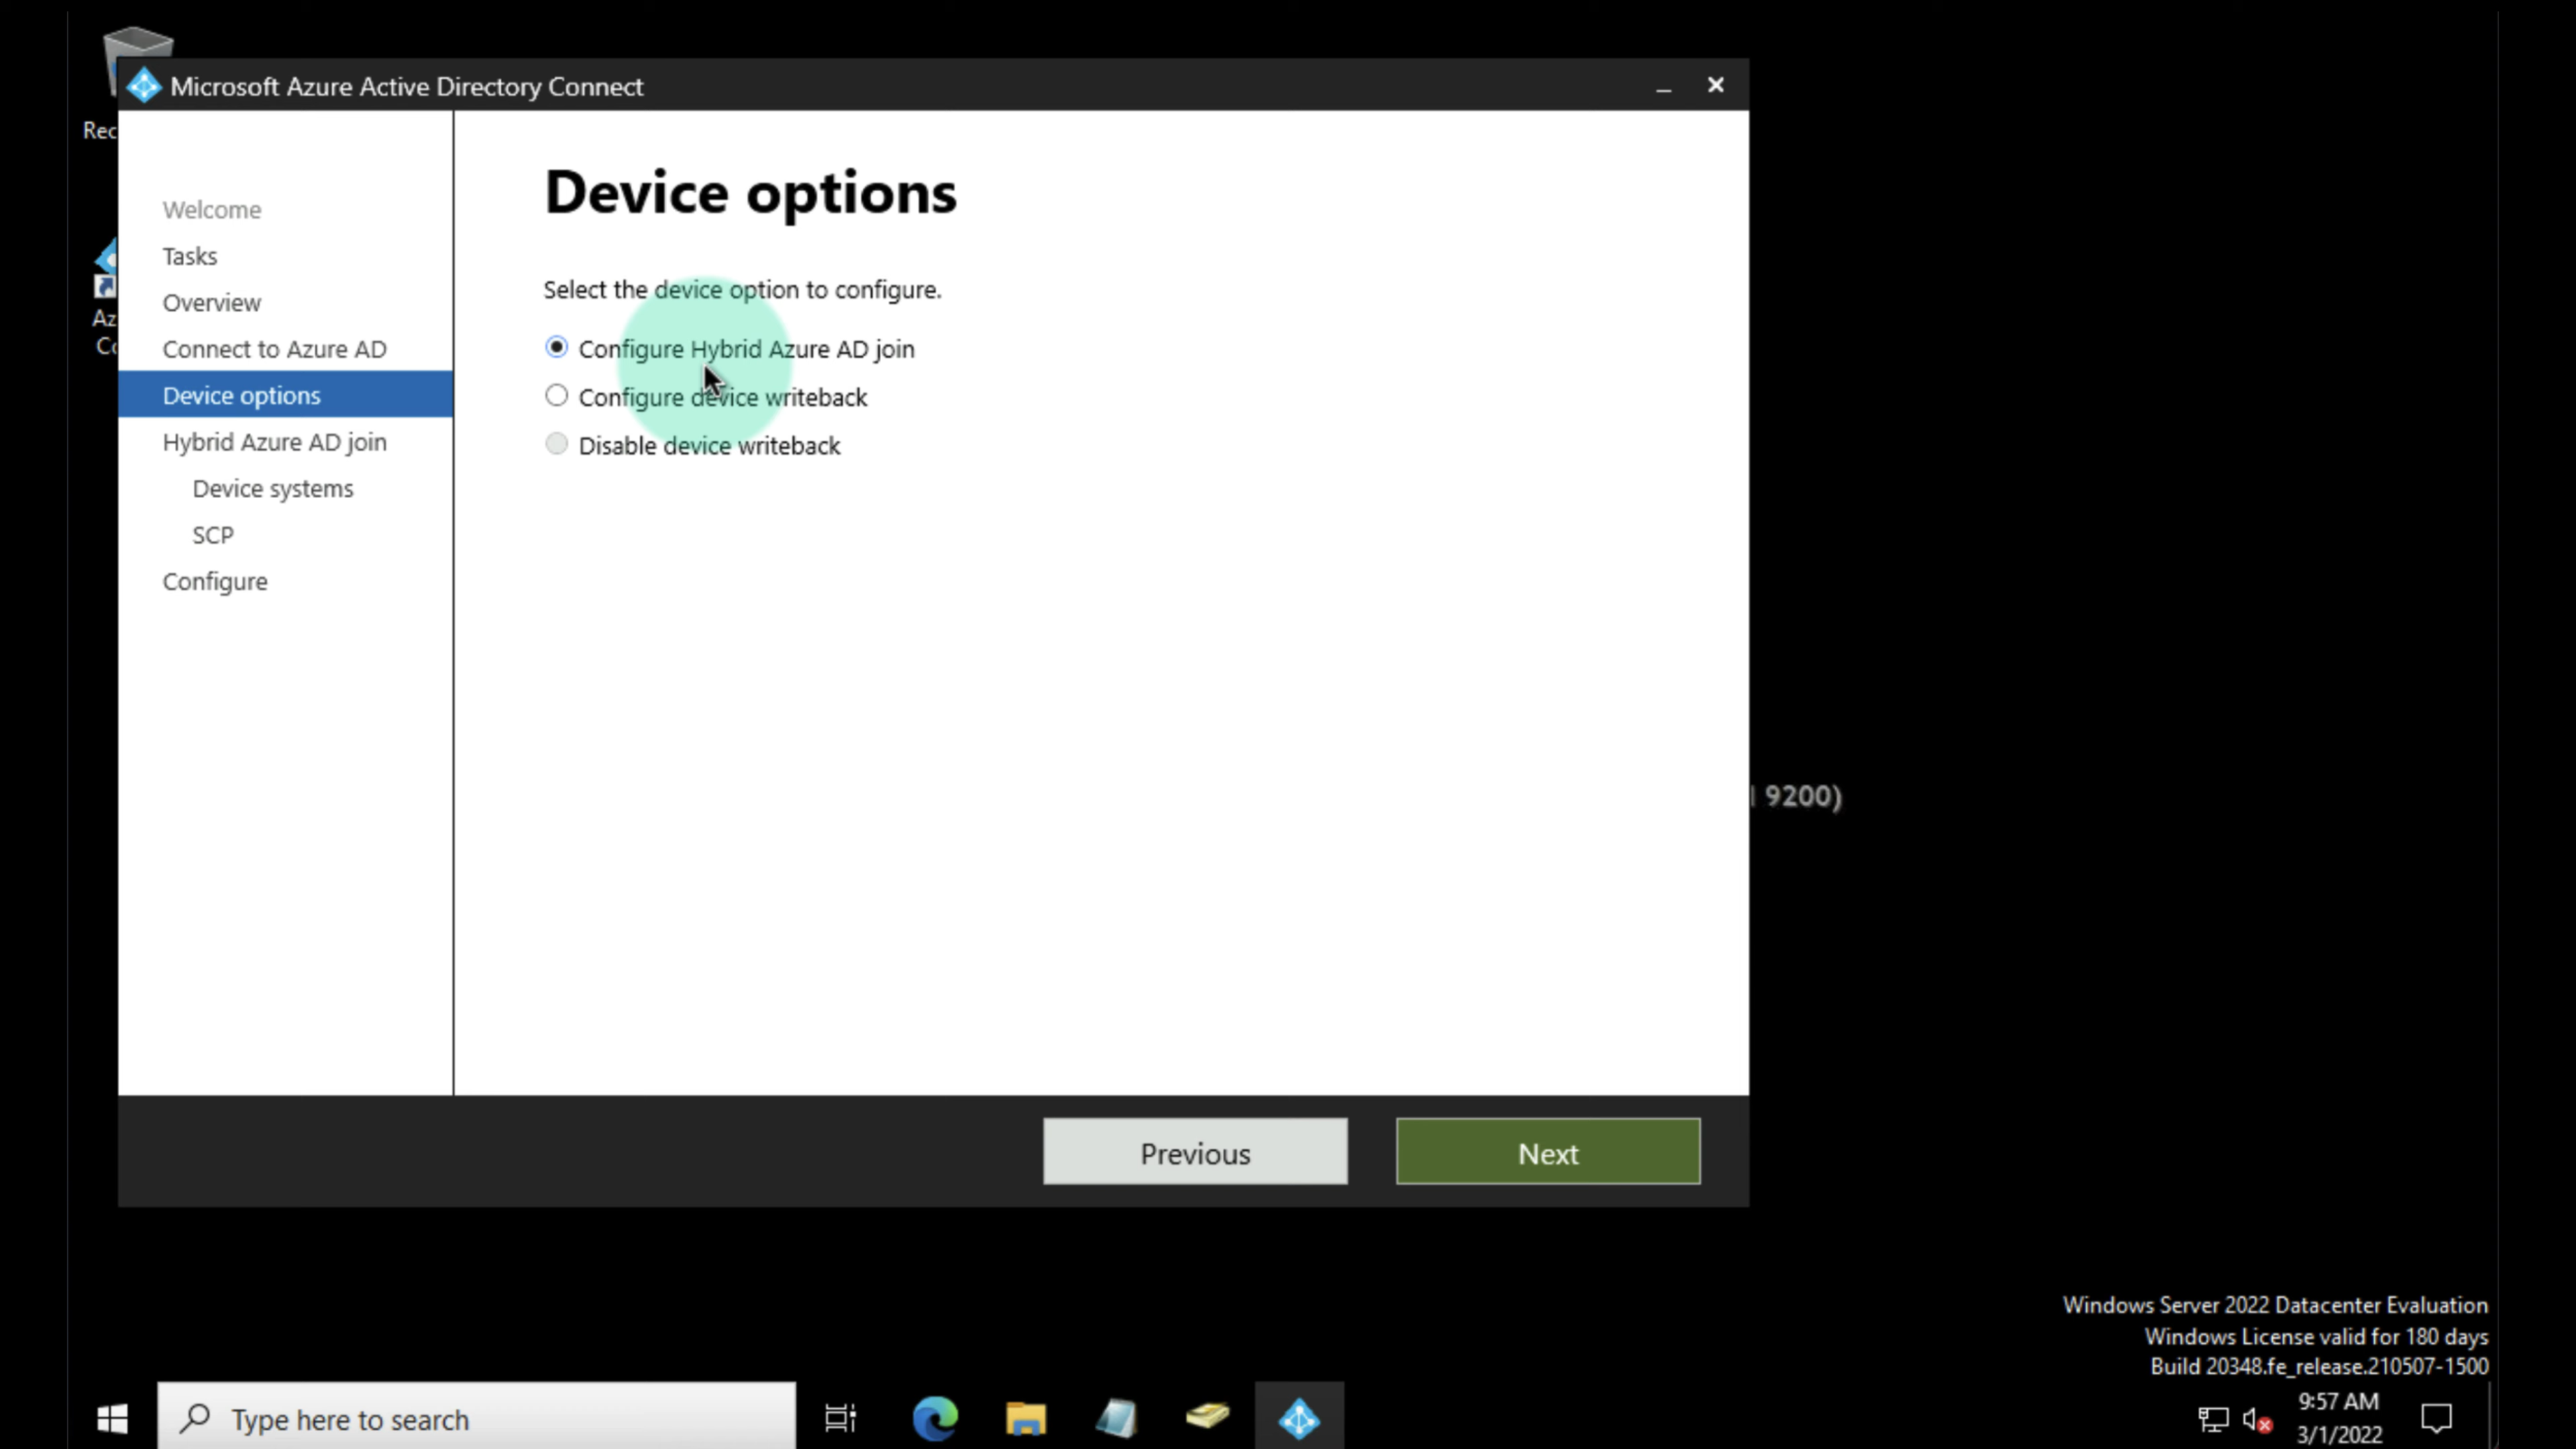 Rec
Az
Co
Microsoft Azure Active Directory Connect
Welcome
Tasks
Overview
Connect to Azure AD
Device options
Hybrid Azure AD join
Device systems
SCP
Configure
Device options
Select the device option to configure.
Configure Hybrid Azure AD join
Configure device writeback
Disable device writeback
Previous
Next
9200)
Windows Server 2022 Datacenter Evaluation
Windows License valid for 180 days
Build 20348.fe_release.210507-1500
Type here to search
9:57 AM
3/1/2022